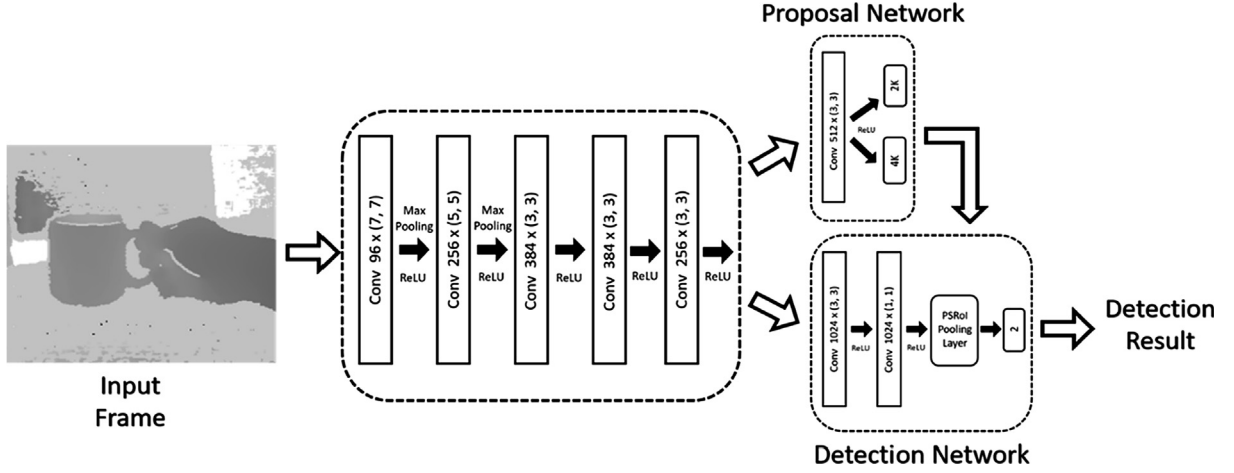 Proposal Network
Conv 512 x (3, 3)
ReLU
2K
4K
Conv 96 x (7, 7)
Max
Pooling
ReLU
Conv 256 x (5, 5)
Max
Pooling
ReLU
Conv 384 x (3, 3)
ReLU
Conv 384 x (3, 3)
ReLU
Conv 256 x (3, 3)
ReLU
Input
Frame
Conv 1024 x (3, 3)
ReLU
Conv 1024 x (1, 1)
ReLU
PSRoI
Pooling
Layer
2
Detection
Result
Detection Network